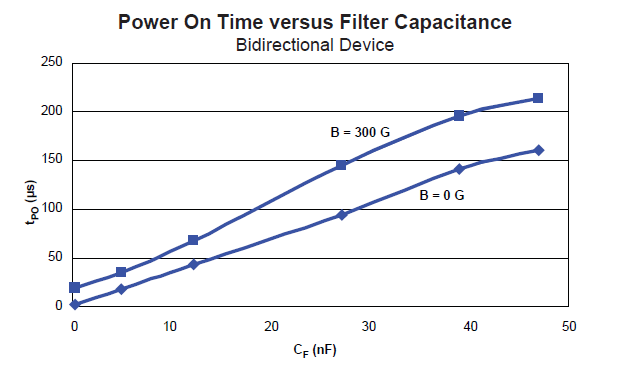 Power On Time versus Filter Capacitance
Bidirectional Device
250
200
150
100
50
0
tPO (µs)
B = 300 G
B = 0 G
0 10 20 30 40 50
CF (nF)